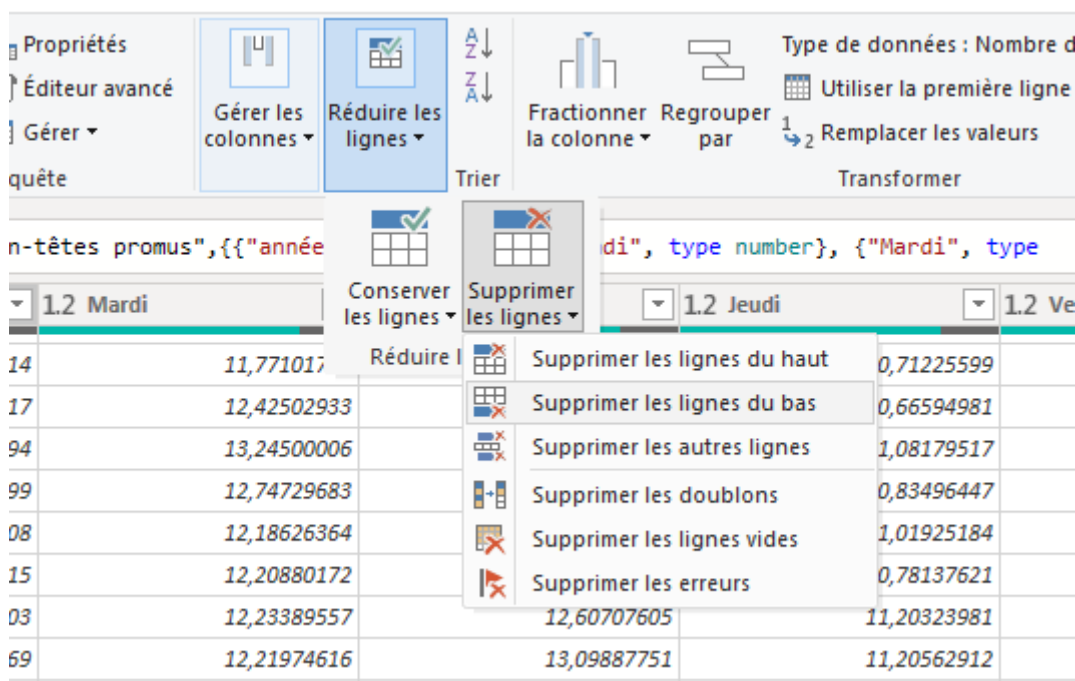 Propriétés
Éditeur avancé
Gérer
quête
Gérer les
colonnes
Réduire les
lignes
A
Z
Z
A
Trier
Fractionner
la colonne
Regrouper
par
Type de données : Nombre d
Utiliser la première ligne
1
2 Remplacer les valeurs
Transformer
n-têtes promus",{{"année
di", type number}, {"Mardi", type
Conserver
les lignes
Supprimer
les lignes
Réduire l
1.2 Mardi
1.2 Jeudi
1.2 Ve
Supprimer les lignes du haut
Supprimer les lignes du bas
Supprimer les autres lignes
Supprimer les doublons
Supprimer les lignes vides
Supprimer les erreurs
14 11,771017 0,71225599
17 12,42502933 0,66594981
94 13,24500006 1,08179517
99 12,74729683 0,83496447
08 12,18626364 1,01925184
15 12,20880172 0,78137621
03 12,23389557 12,60707605 11,20323981
69 12,21974616 13,09887751 11,20562912